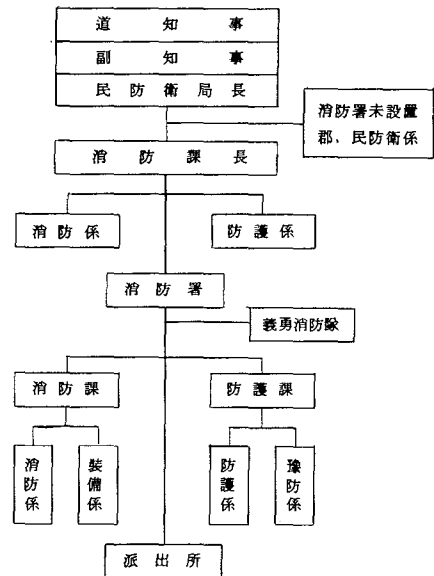 道知事
副知事
民防衛局長
消防署未設置
郡、民防衛係
消防課長
消防係
防護係
消防署
義勇消防隊
消防課
防護課
消防係
裝備係
防護係
豫防係
派出所